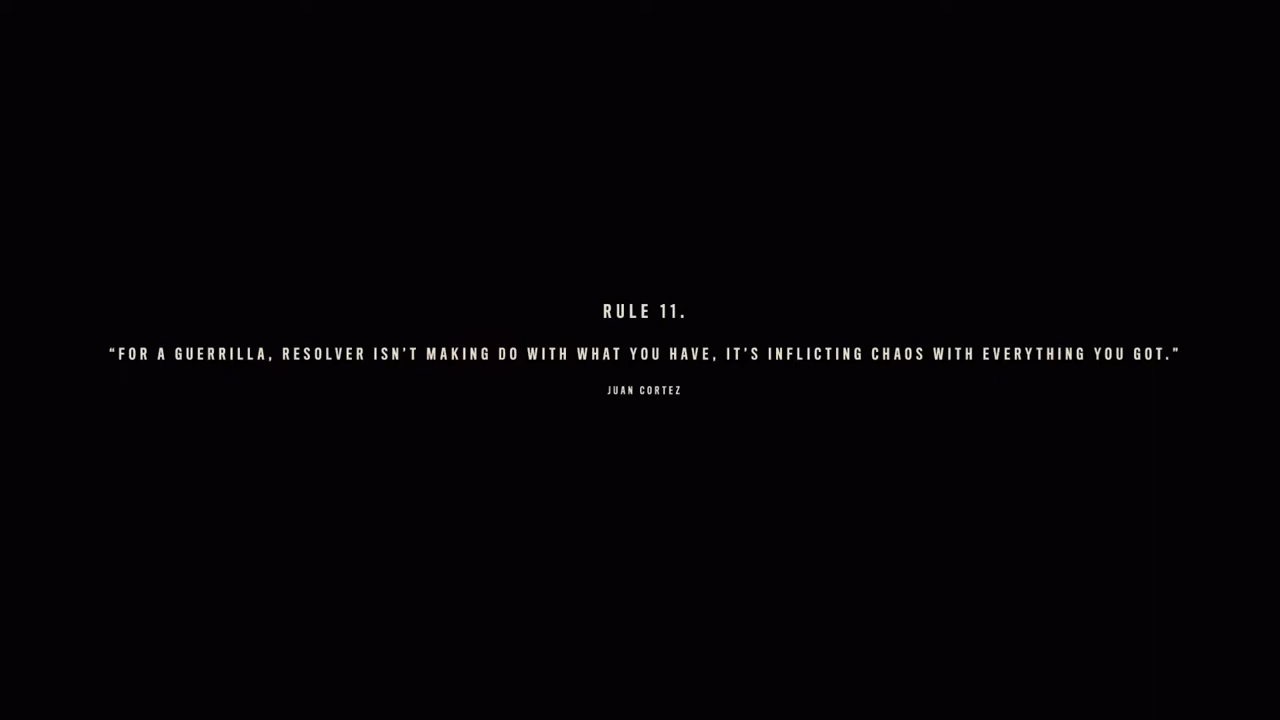 RULE 11.
“FOR A GUERRILLA, RESOLVER ISN’T MAKING DO WITH WHAT YOU HAVE, IT’S INFLICTING CHAOS WITH EVERYTHING YOU GOT.”
JUAN CORTEZ